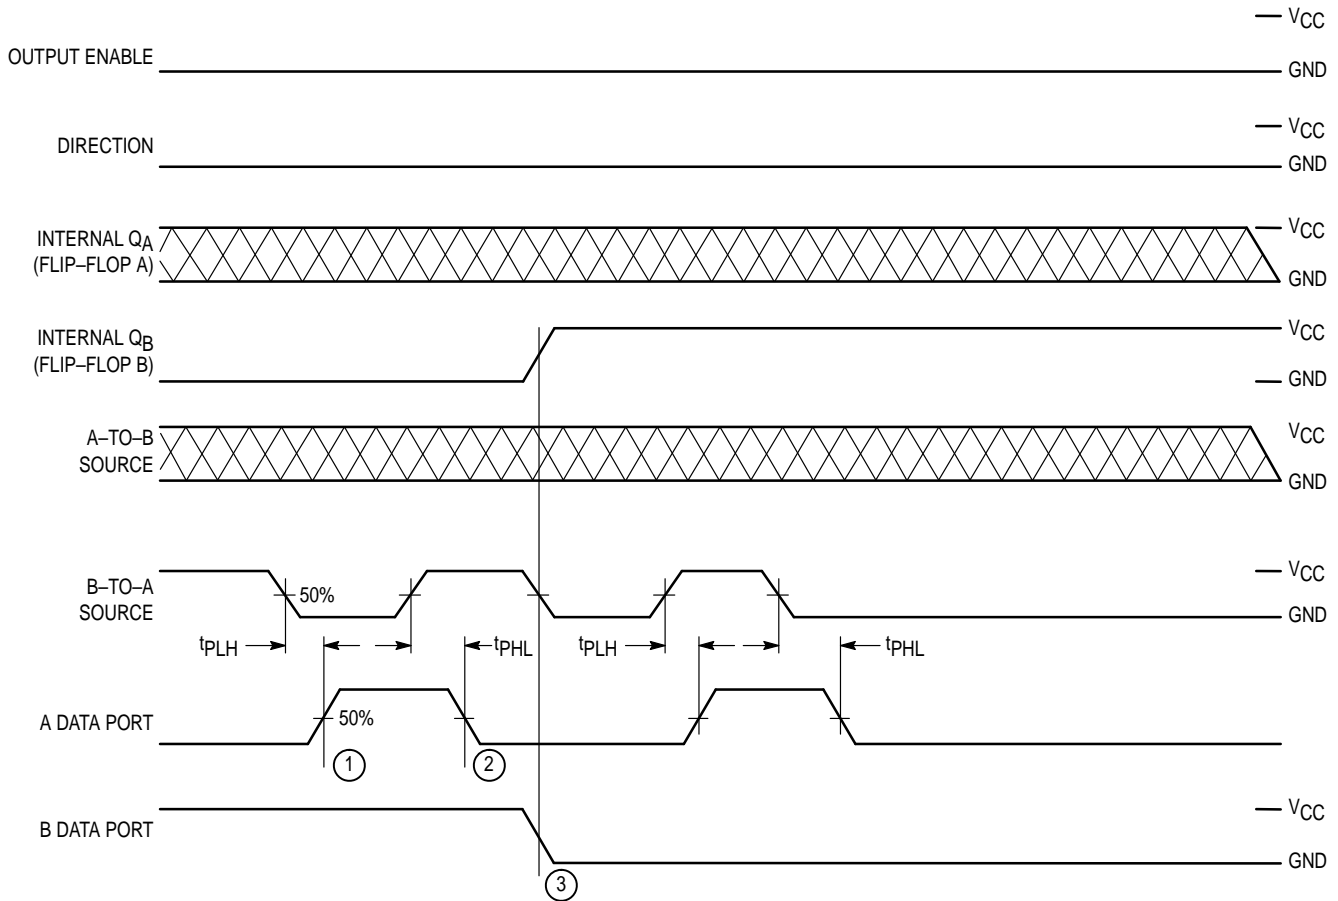 VCC
OUTPUT ENABLE
GND
VCC
DIRECTION
GND
INTERNAL QA
(FLIP–FLOP A)
VCC
GND
INTERNAL QB
(FLIP–FLOP B)
VCC
GND
A–TO–B
SOURCE
VCC
GND
B–TO–A
SOURCE
50%
VCC
GND
tPLH
tPHL
tPLH
tPHL
A DATA PORT
50%
1
2
B DATA PORT
VCC
GND
3